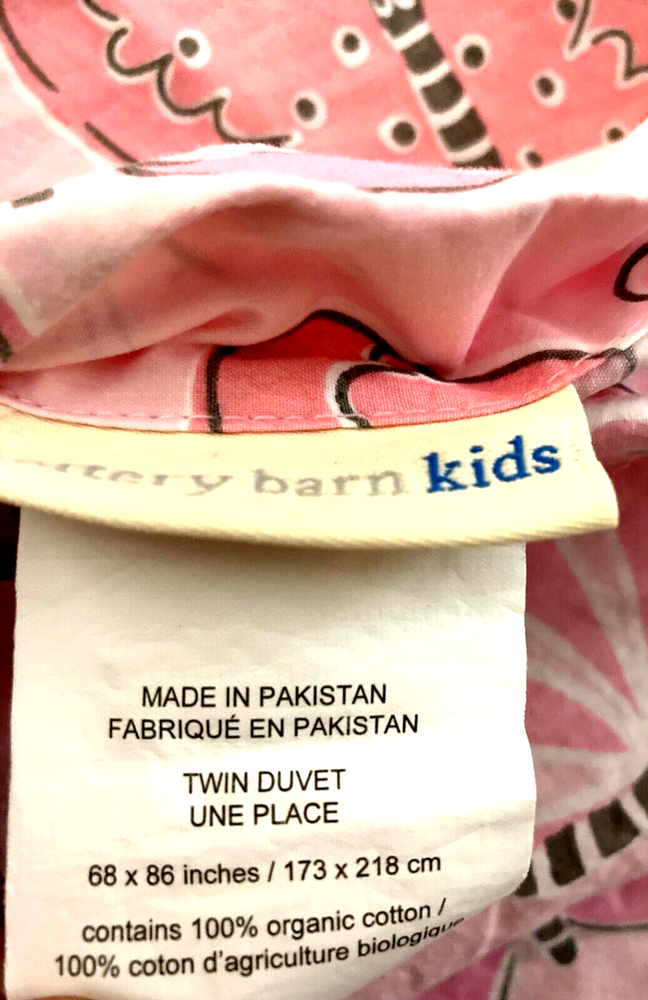 barn kids
MADE IN PAKISTAN
FABRIQUÉ EN PAKISTAN
TWIN DUVET
UNE PLACE
68 x 86 inches / 173 x 218 cm
contains 100% organic cotton /
100% coton d'agriculture biologique